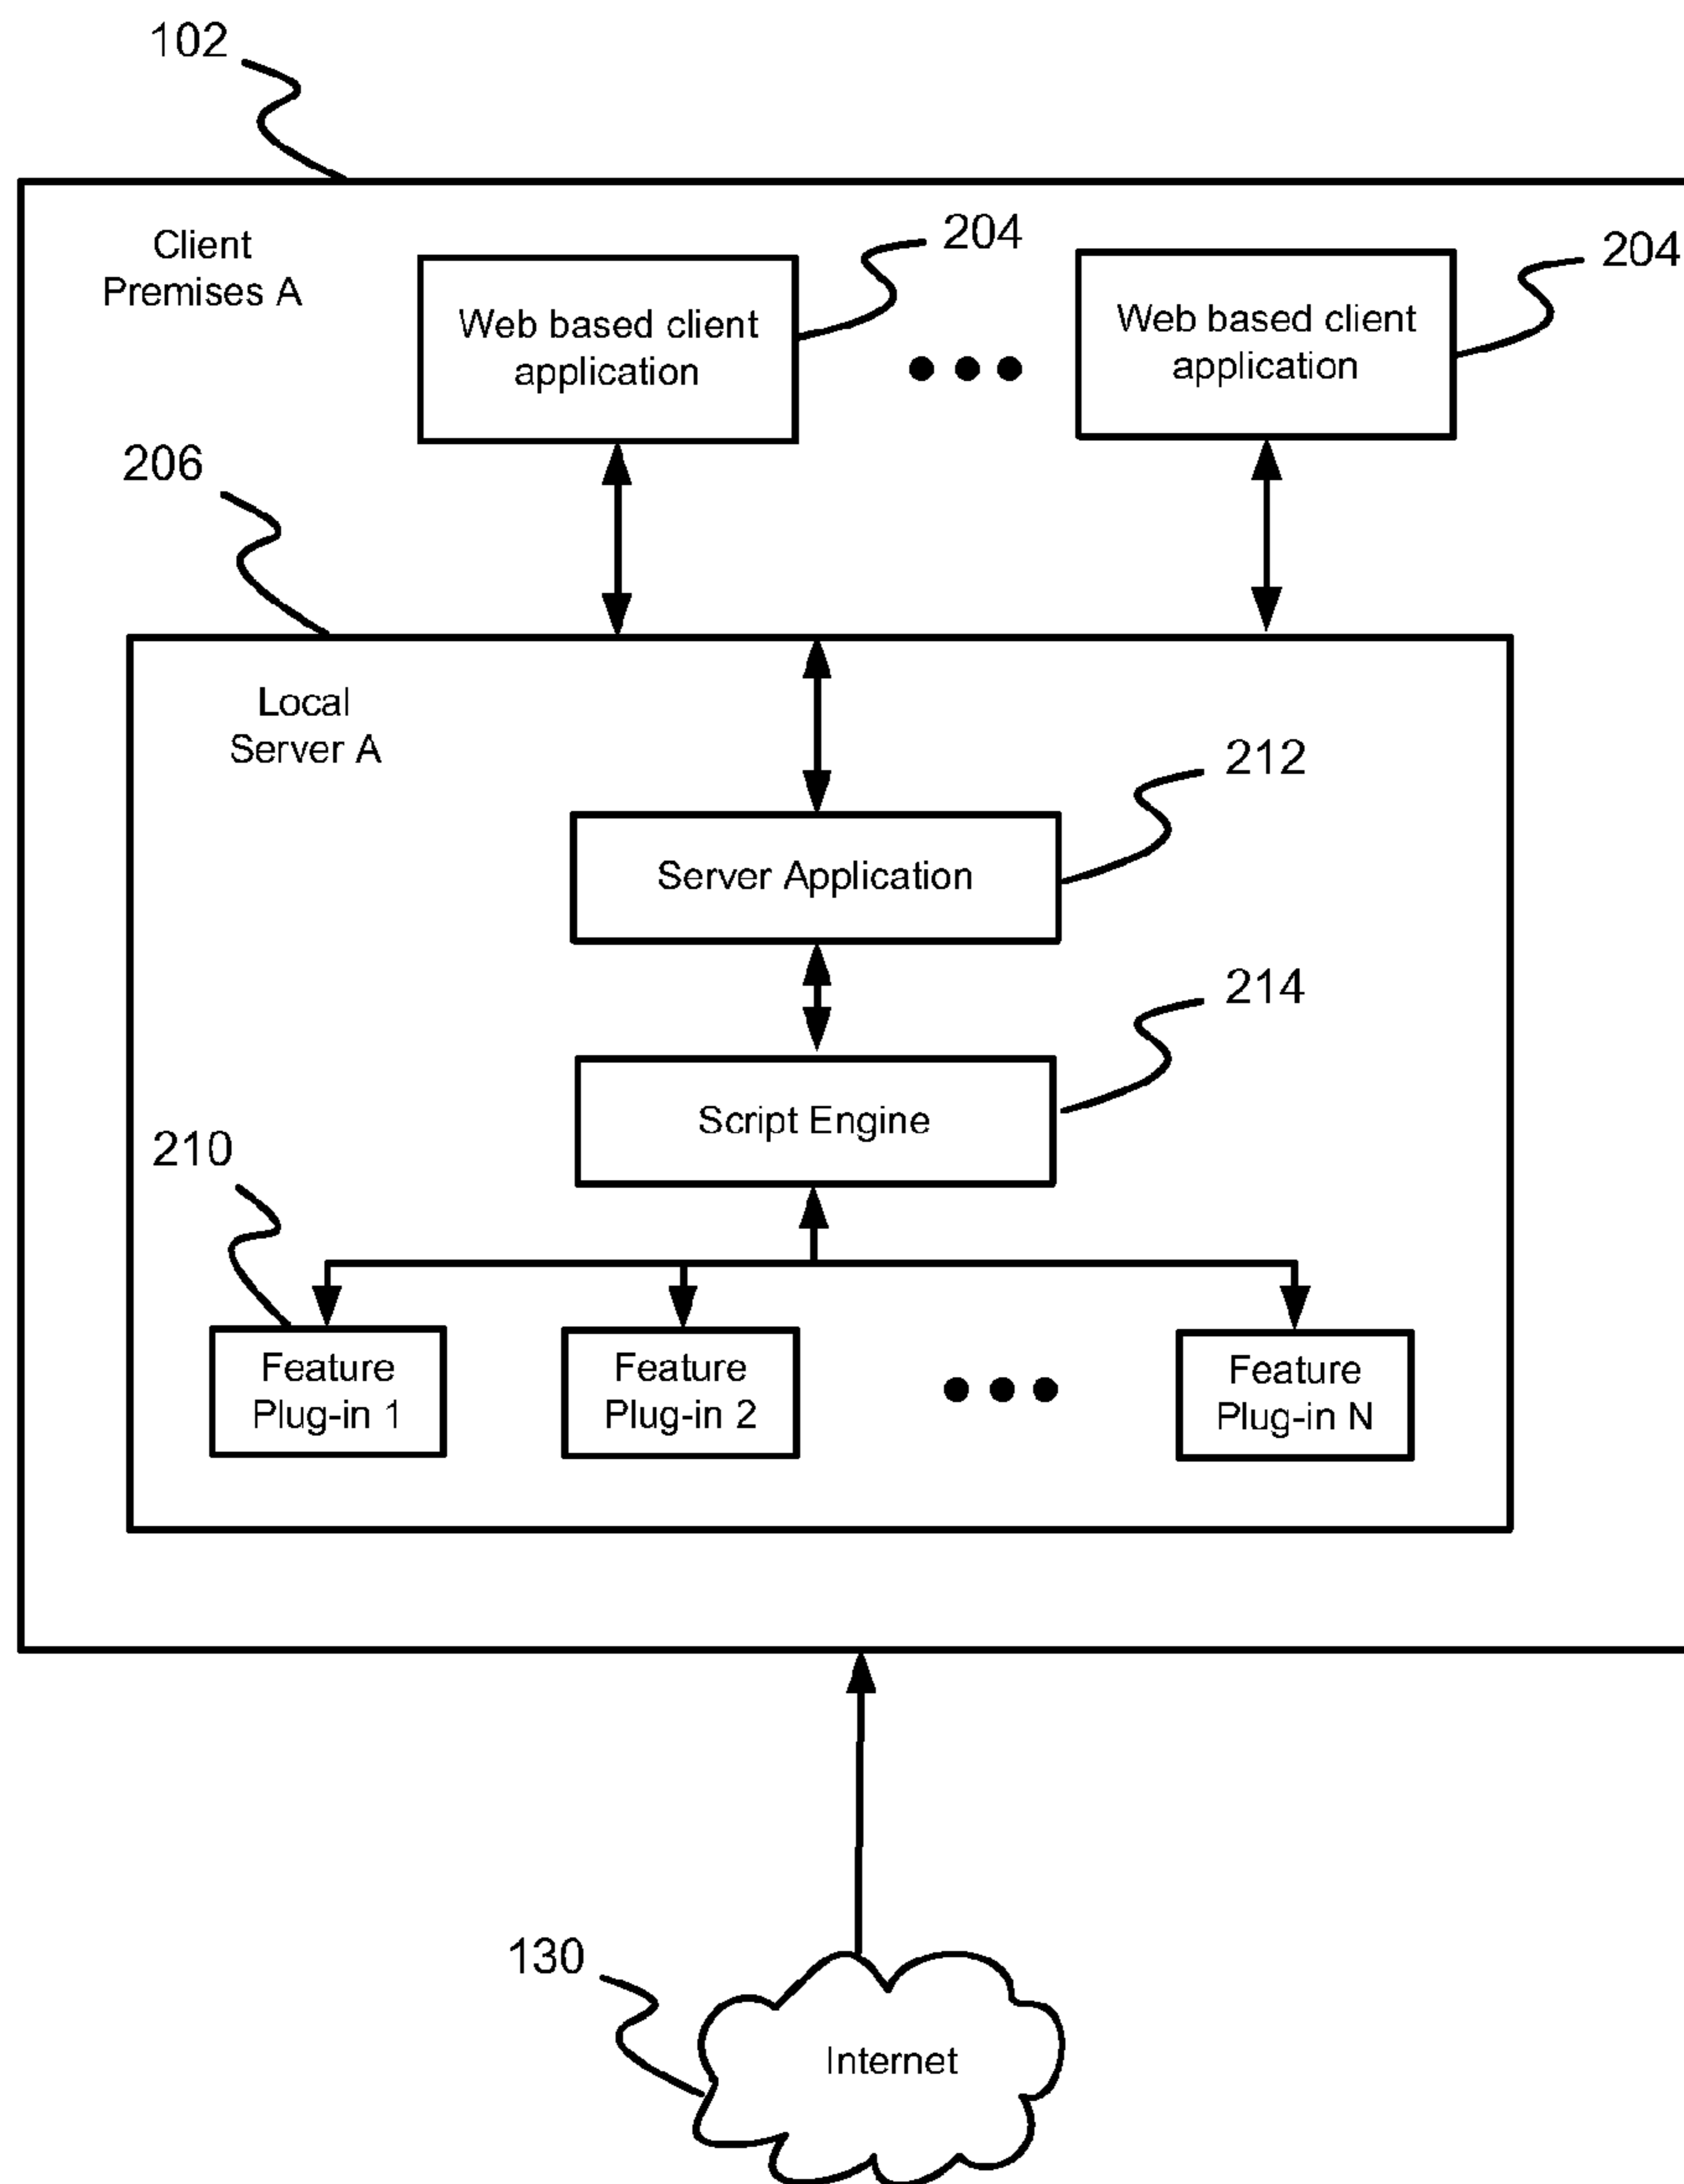 102
Client
Premises A
204
204
Web based client
application
Web based client
application
206
Local
Server A
212
Server Application
214
Script Engine
210
Feature
Plug-in 1
Feature
Plug-in 2
Feature
Plug-in N
130
Internet